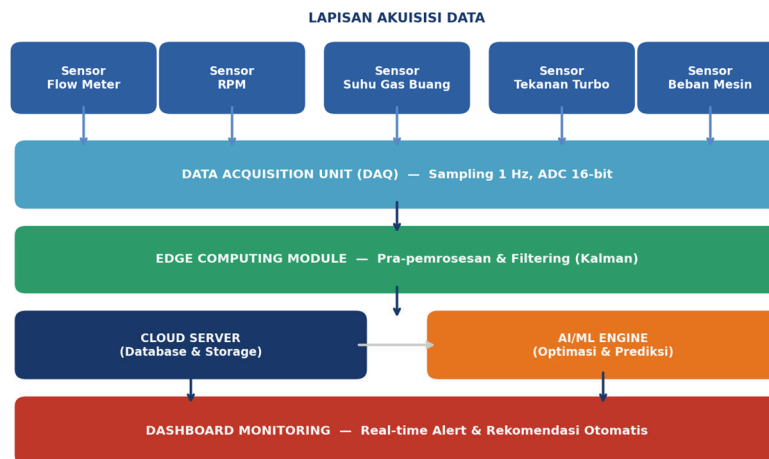 LAPISAN AKUISISI DATA
Sensor
Flow Meter
Sensor
RPM
Sensor
Suhu Gas Buang
Sensor
Tekanan Turbo
Sensor
Beban Mesin
DATA ACQUISITION UNIT (DAQ) — Sampling 1 Hz, ADC 16-bit
EDGE COMPUTING MODULE — Pra-pemrosesan & Filtering (Kalman)
CLOUD SERVER
(Database & Storage)
AI/ML ENGINE
(Optimasi & Prediksi)
DASHBOARD MONITORING — Real-time Alert & Rekomendasi Otomatis